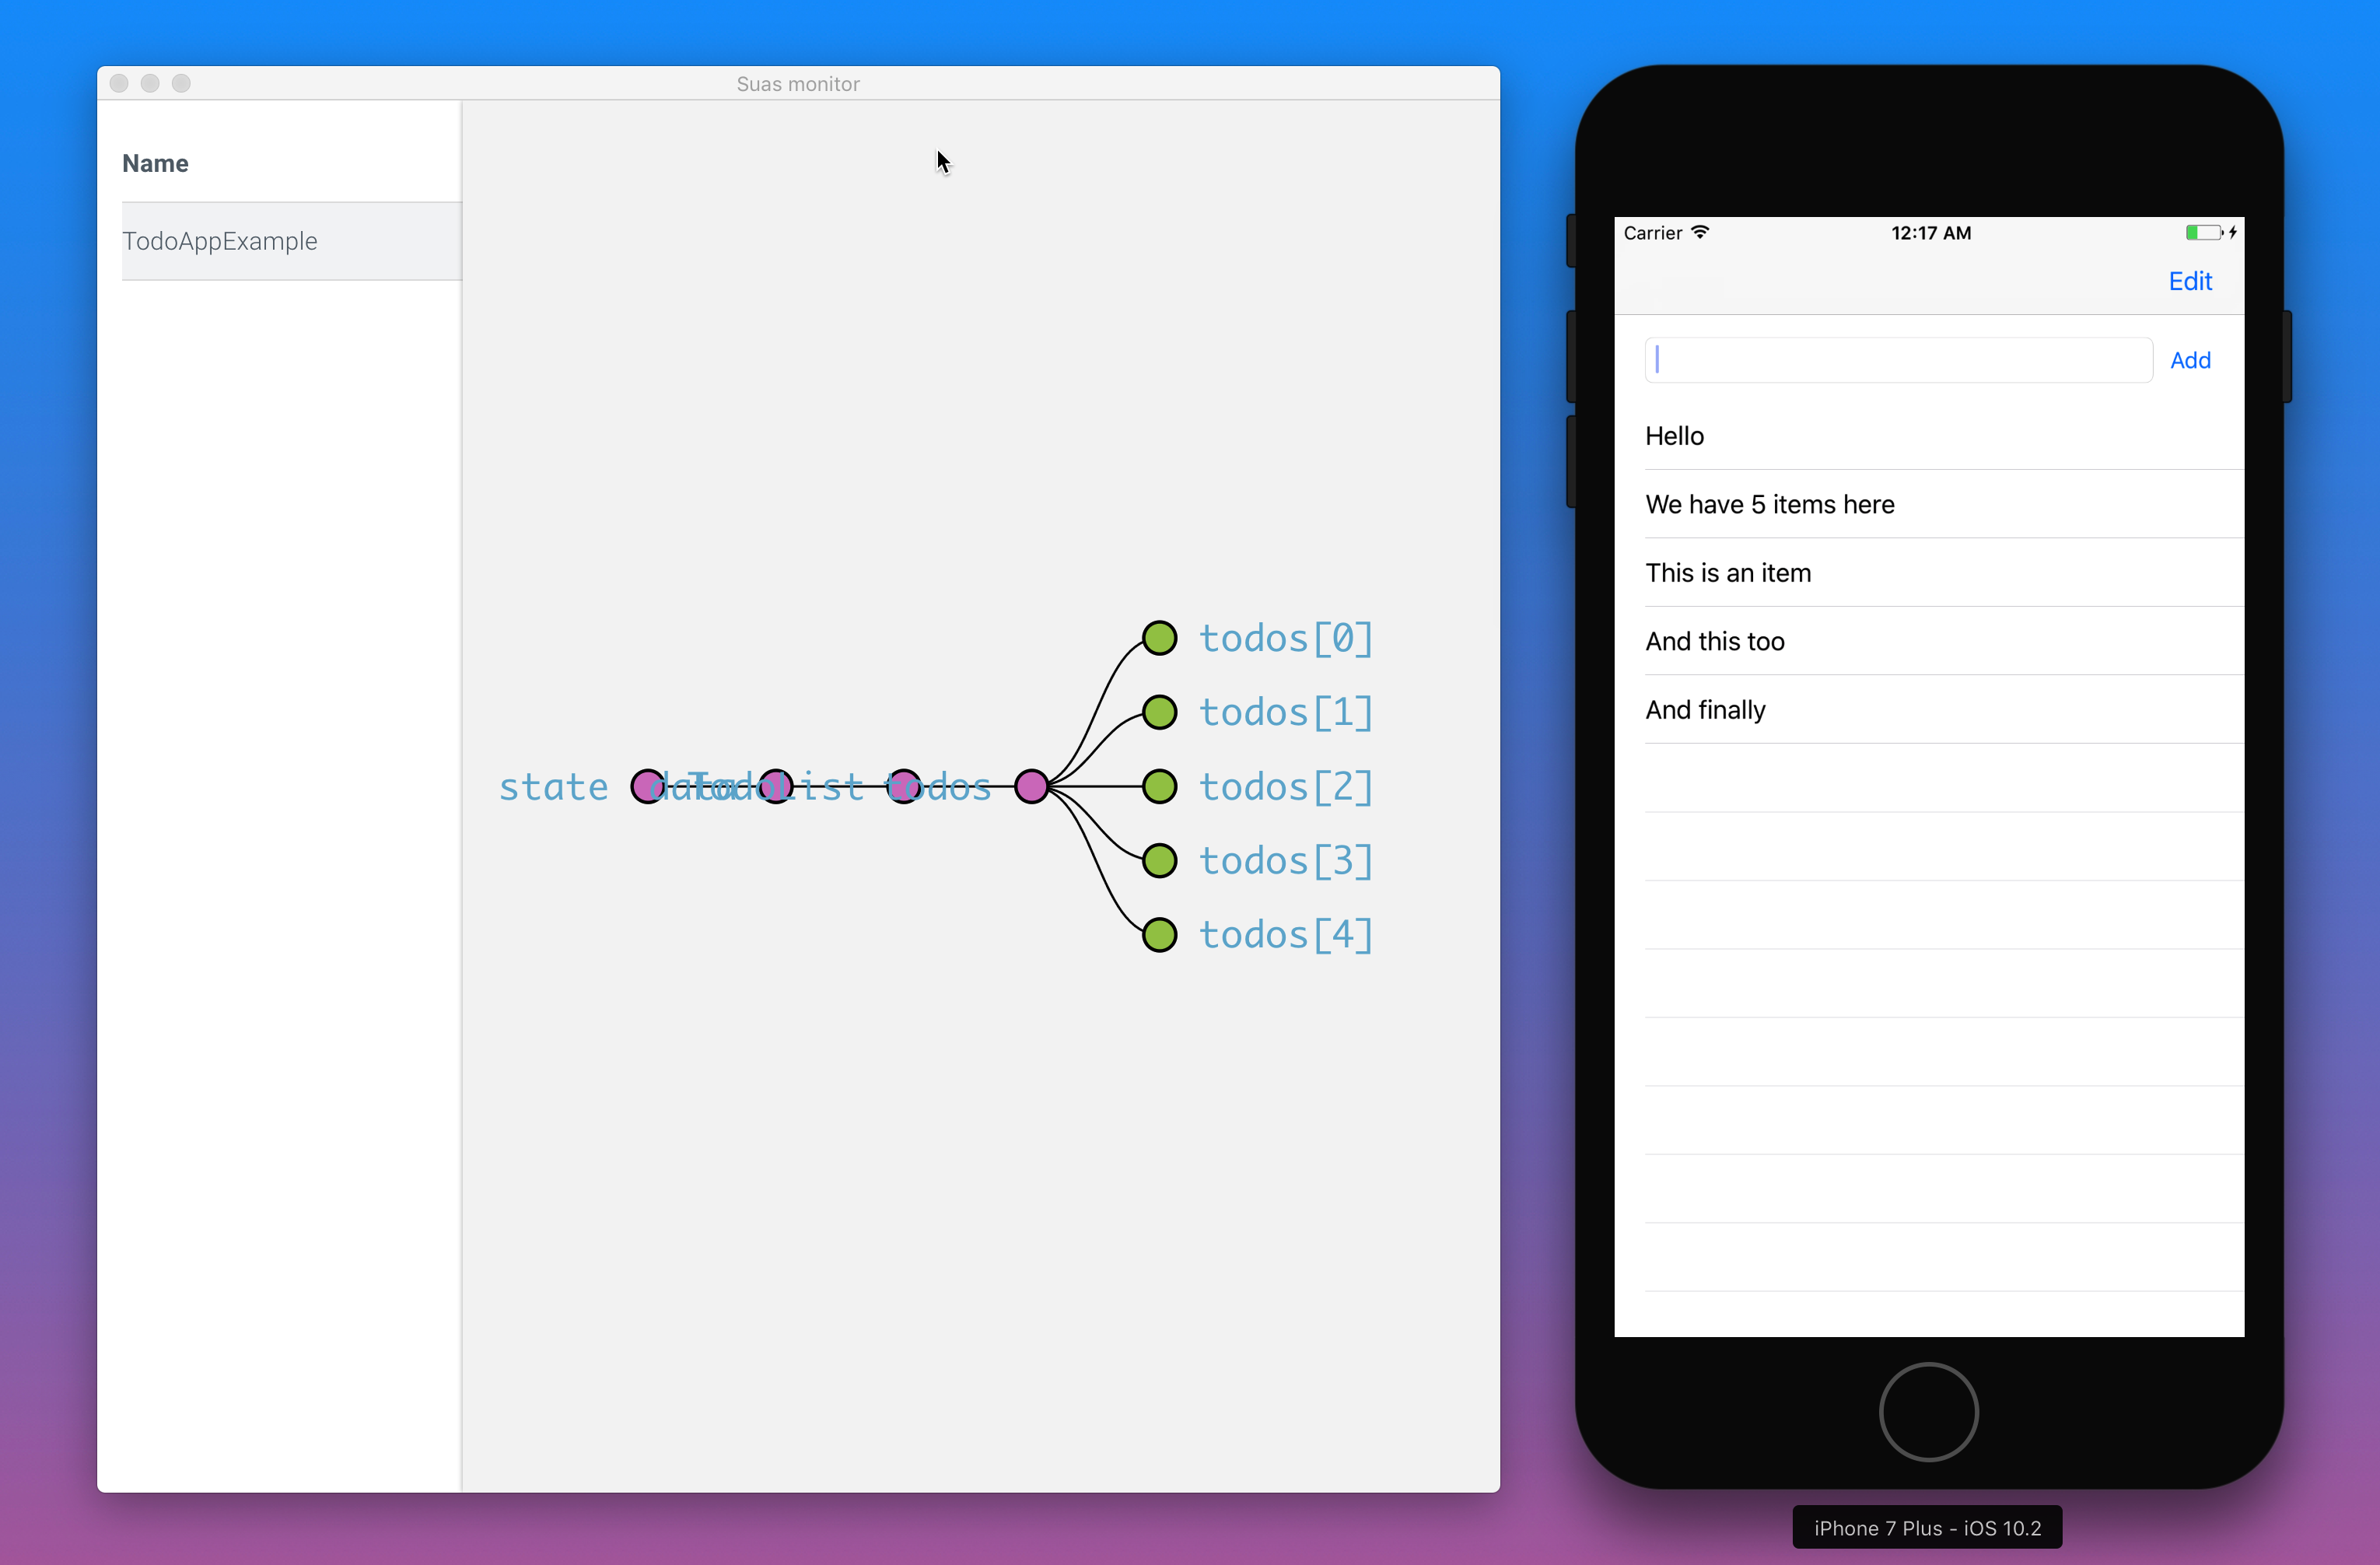 Suas monitor
Name
TodoAppExample
todos[0]
todos[1]
state data TodoList todos todos[2]
todos[3]
todos[4]
Carrier 12:17 AM
Edit
Add
Hello
We have 5 items here
This is an item
And this too
And finally
iPhone 7 Plus - iOS 10.2